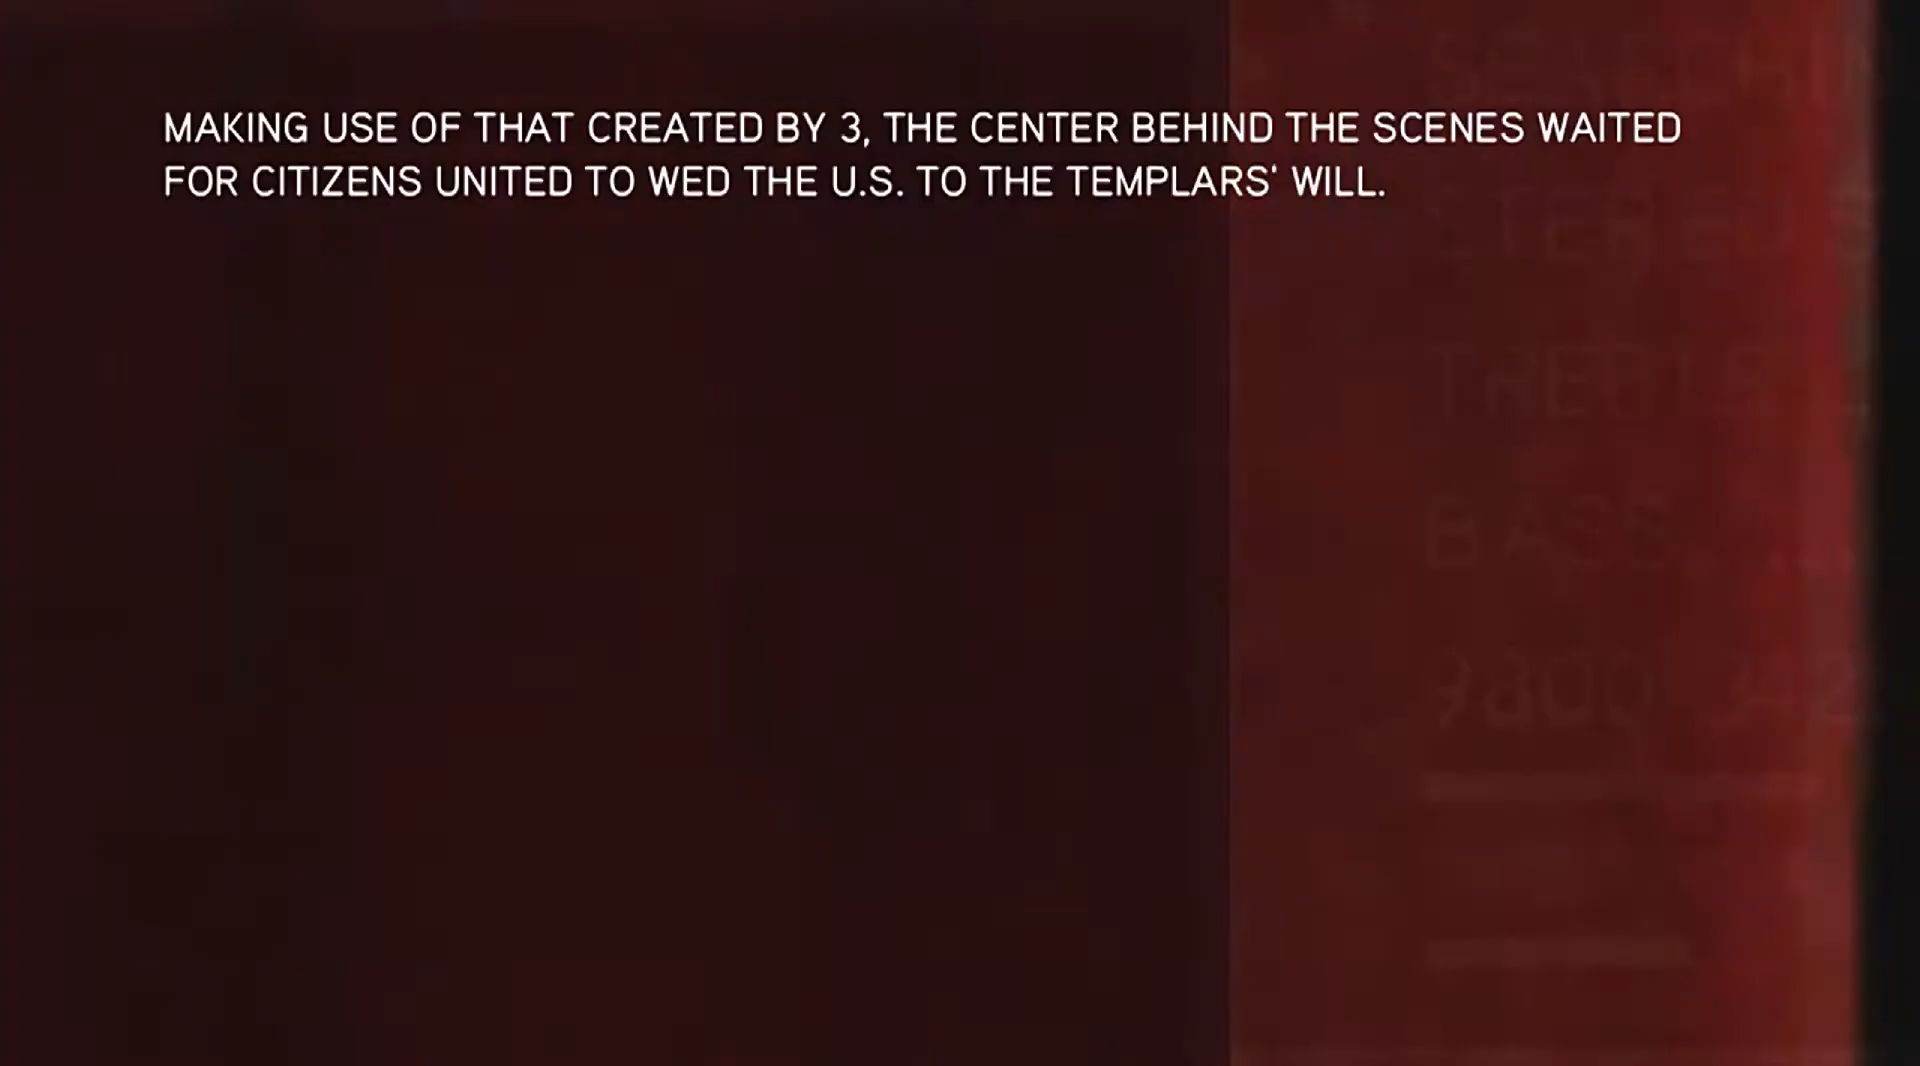 MAKING USE OF THAT CREATED BY 3, THE CENTER BEHIND THE SCENES WAITED
FOR CITIZENS UNITED TO WED THE U.S. TO THE TEMPLARS' WILL.
BASS